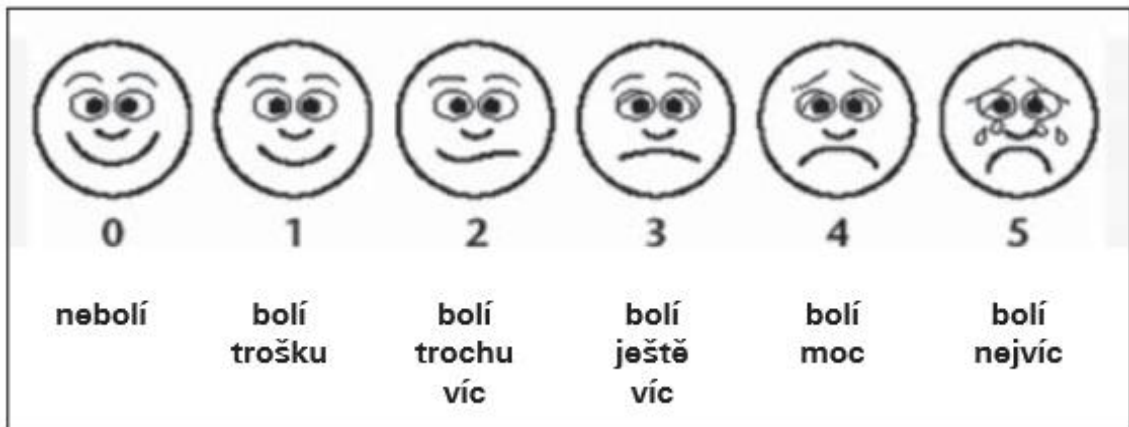 0 1 2 3 4 5
nebolí bolí bolí bolí bolí bolí
trošku trochu ještě moc nejvíc
víc víc